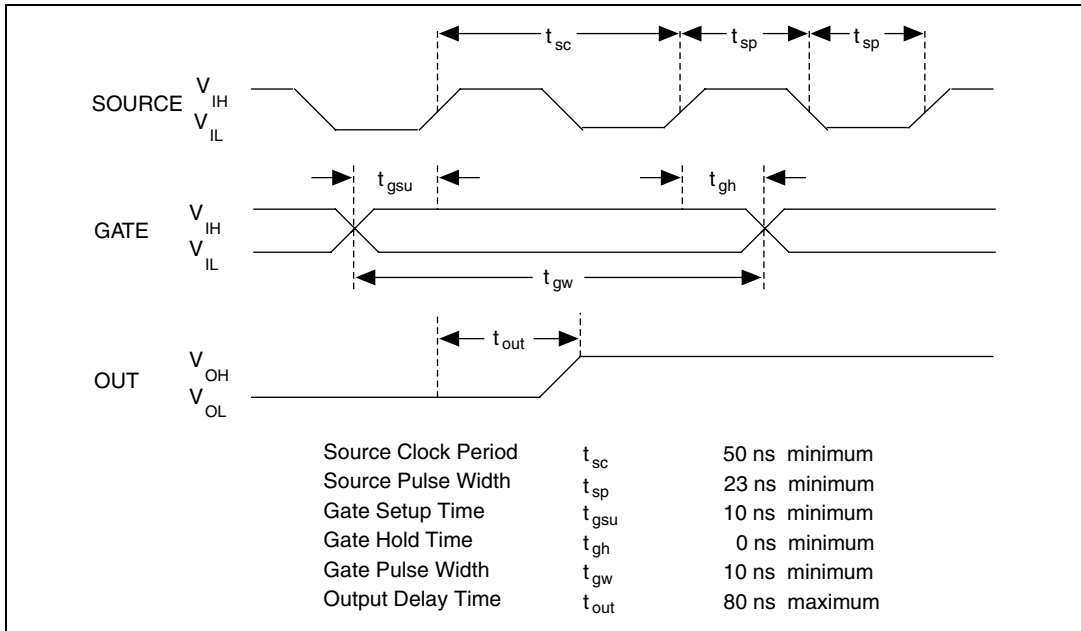 t sc t sp t sp
SOURCE V IH
V IL
t gsu t gh
GATE V IH
V IL
t gw
t out
OUT V OH
V OL
Source Clock Period t sc 50 ns minimum
Source Pulse Width t sp 23 ns minimum
Gate Setup Time t gsu 10 ns minimum
Gate Hold Time t gh 0 ns minimum
Gate Pulse Width t gw 10 ns minimum
Output Delay Time t out 80 ns maximum